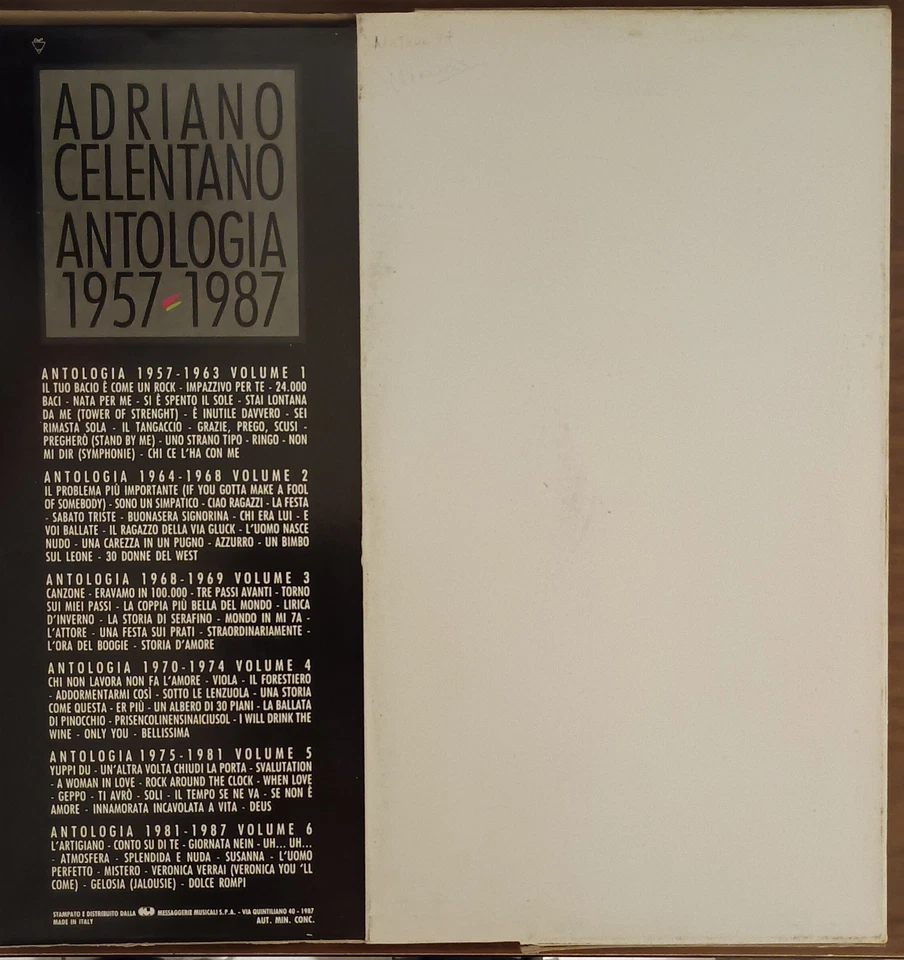 ADRIANO
CELENTANO
ANTOLOGIA
1957-1987
ANTOLOGIA 1957-1963 VOLUME 1
IL TUO BACIO È COME UN ROCK - IMPAZZIVO PER TE - 24.000
BACI - NATA PER ME - SI È SPENTO IL SOLE - STAI LONTANA
DA ME (TOWER OF STRENGHT) - È INUTILE DAVVERO - SEI
RIMASTA SOLA - IL TANGACCIO - GRAZIE, PREGO, SCUSI -
PREGHERÒ (STAND BY ME) - UNO STRANO TIPO - RINGO - NON
MI DIR (SYMPHONIE) - CHI CE L'HA CON ME
ANTOLOGIA 1964-1968 VOLUME 2
IL PROBLEMA PIÙ IMPORTANTE (IF YOU GOTTA MAKE A FOOL
OF SOMEBODY) - SONO UN SIMPATICO - CIAO RAGAZZI - LA FESTA
- SABATO TRISTE - BUONASERA SIGNORINA - CHI ERA LUI - E
VOI BALLATE - IL RAGAZZO DELLA VIA GLUCK - L'UOMO NASCE
NUDO - UNA CAREZZA IN UN PUGNO - AZZURRO - UN BIMBO
SUL LEONE - 30 DONNE DEL WEST
ANTOLOGIA 1968-1969 VOLUME 3
CANZONE - ERAVAMO IN 100.000 - TRE PASSI AVANTI - TORNO
SUI MIEI PASSI - LA COPPIA PIÙ BELLA DEL MONDO - LIRICA
D'INVERNO - LA STORIA DI SERAFINO - MONDO IN MI 7A -
L'ATTORE - UNA FESTA SUI PRATI - STRAORDINARIAMENTE -
L'ORA DEL BOOGIE - STORIA D'AMORE
ANTOLOGIA 1970-1974 VOLUME 4
CHI NON LAVORA NON FA L'AMORE - VIOLA - IL FORESTIERO
- ADDORMENTARMI COSÌ - SOTTO LE LENZUOLA - UNA STORIA
COME QUESTA - ER PIÙ - UN ALBERO DI 30 PIANI - LA BALLATA
DI PINOCCHIO - PRISENCOLINENSINAICIUSOL - I WILL DRINK THE
WINE - ONLY YOU - BELLISSIMA
ANTOLOGIA 1975-1981 VOLUME 5
YUPPI DU - UN'ALTRA VOLTA CHIUDI LA PORTA - SVALUTATION
- A WOMAN IN LOVE - ROCK AROUND THE CLOCK - WHEN LOVE
- GEPPO - TI AVRÒ - SOLI - IL TEMPO SE NE VA - SE NON È
AMORE - INNAMORATA INCAVOLATA A VITA - DEUS
ANTOLOGIA 1981-1987 VOLUME 6
L'ARTIGIANO - CONTO SU DI TE - GIORNATA NEIN - UH... UH...
- ATMOSFERA - SPLENDIDA E NUDA - SUSANNA - L'UOMO
PERFETTO - MISTERO - VERONICA VERRAI (VERONICA YOU 'LL
COME) - GELOSIA (JALOUSIE) - DOLCE ROMPI
STAMPATO E DISTRIBUITO DALLA MESSAGGERIE MUSICALI S.P.A. - VIA QUINTILIANO 40 - 1987
MADE IN ITALY AUT. MIN. CONC.